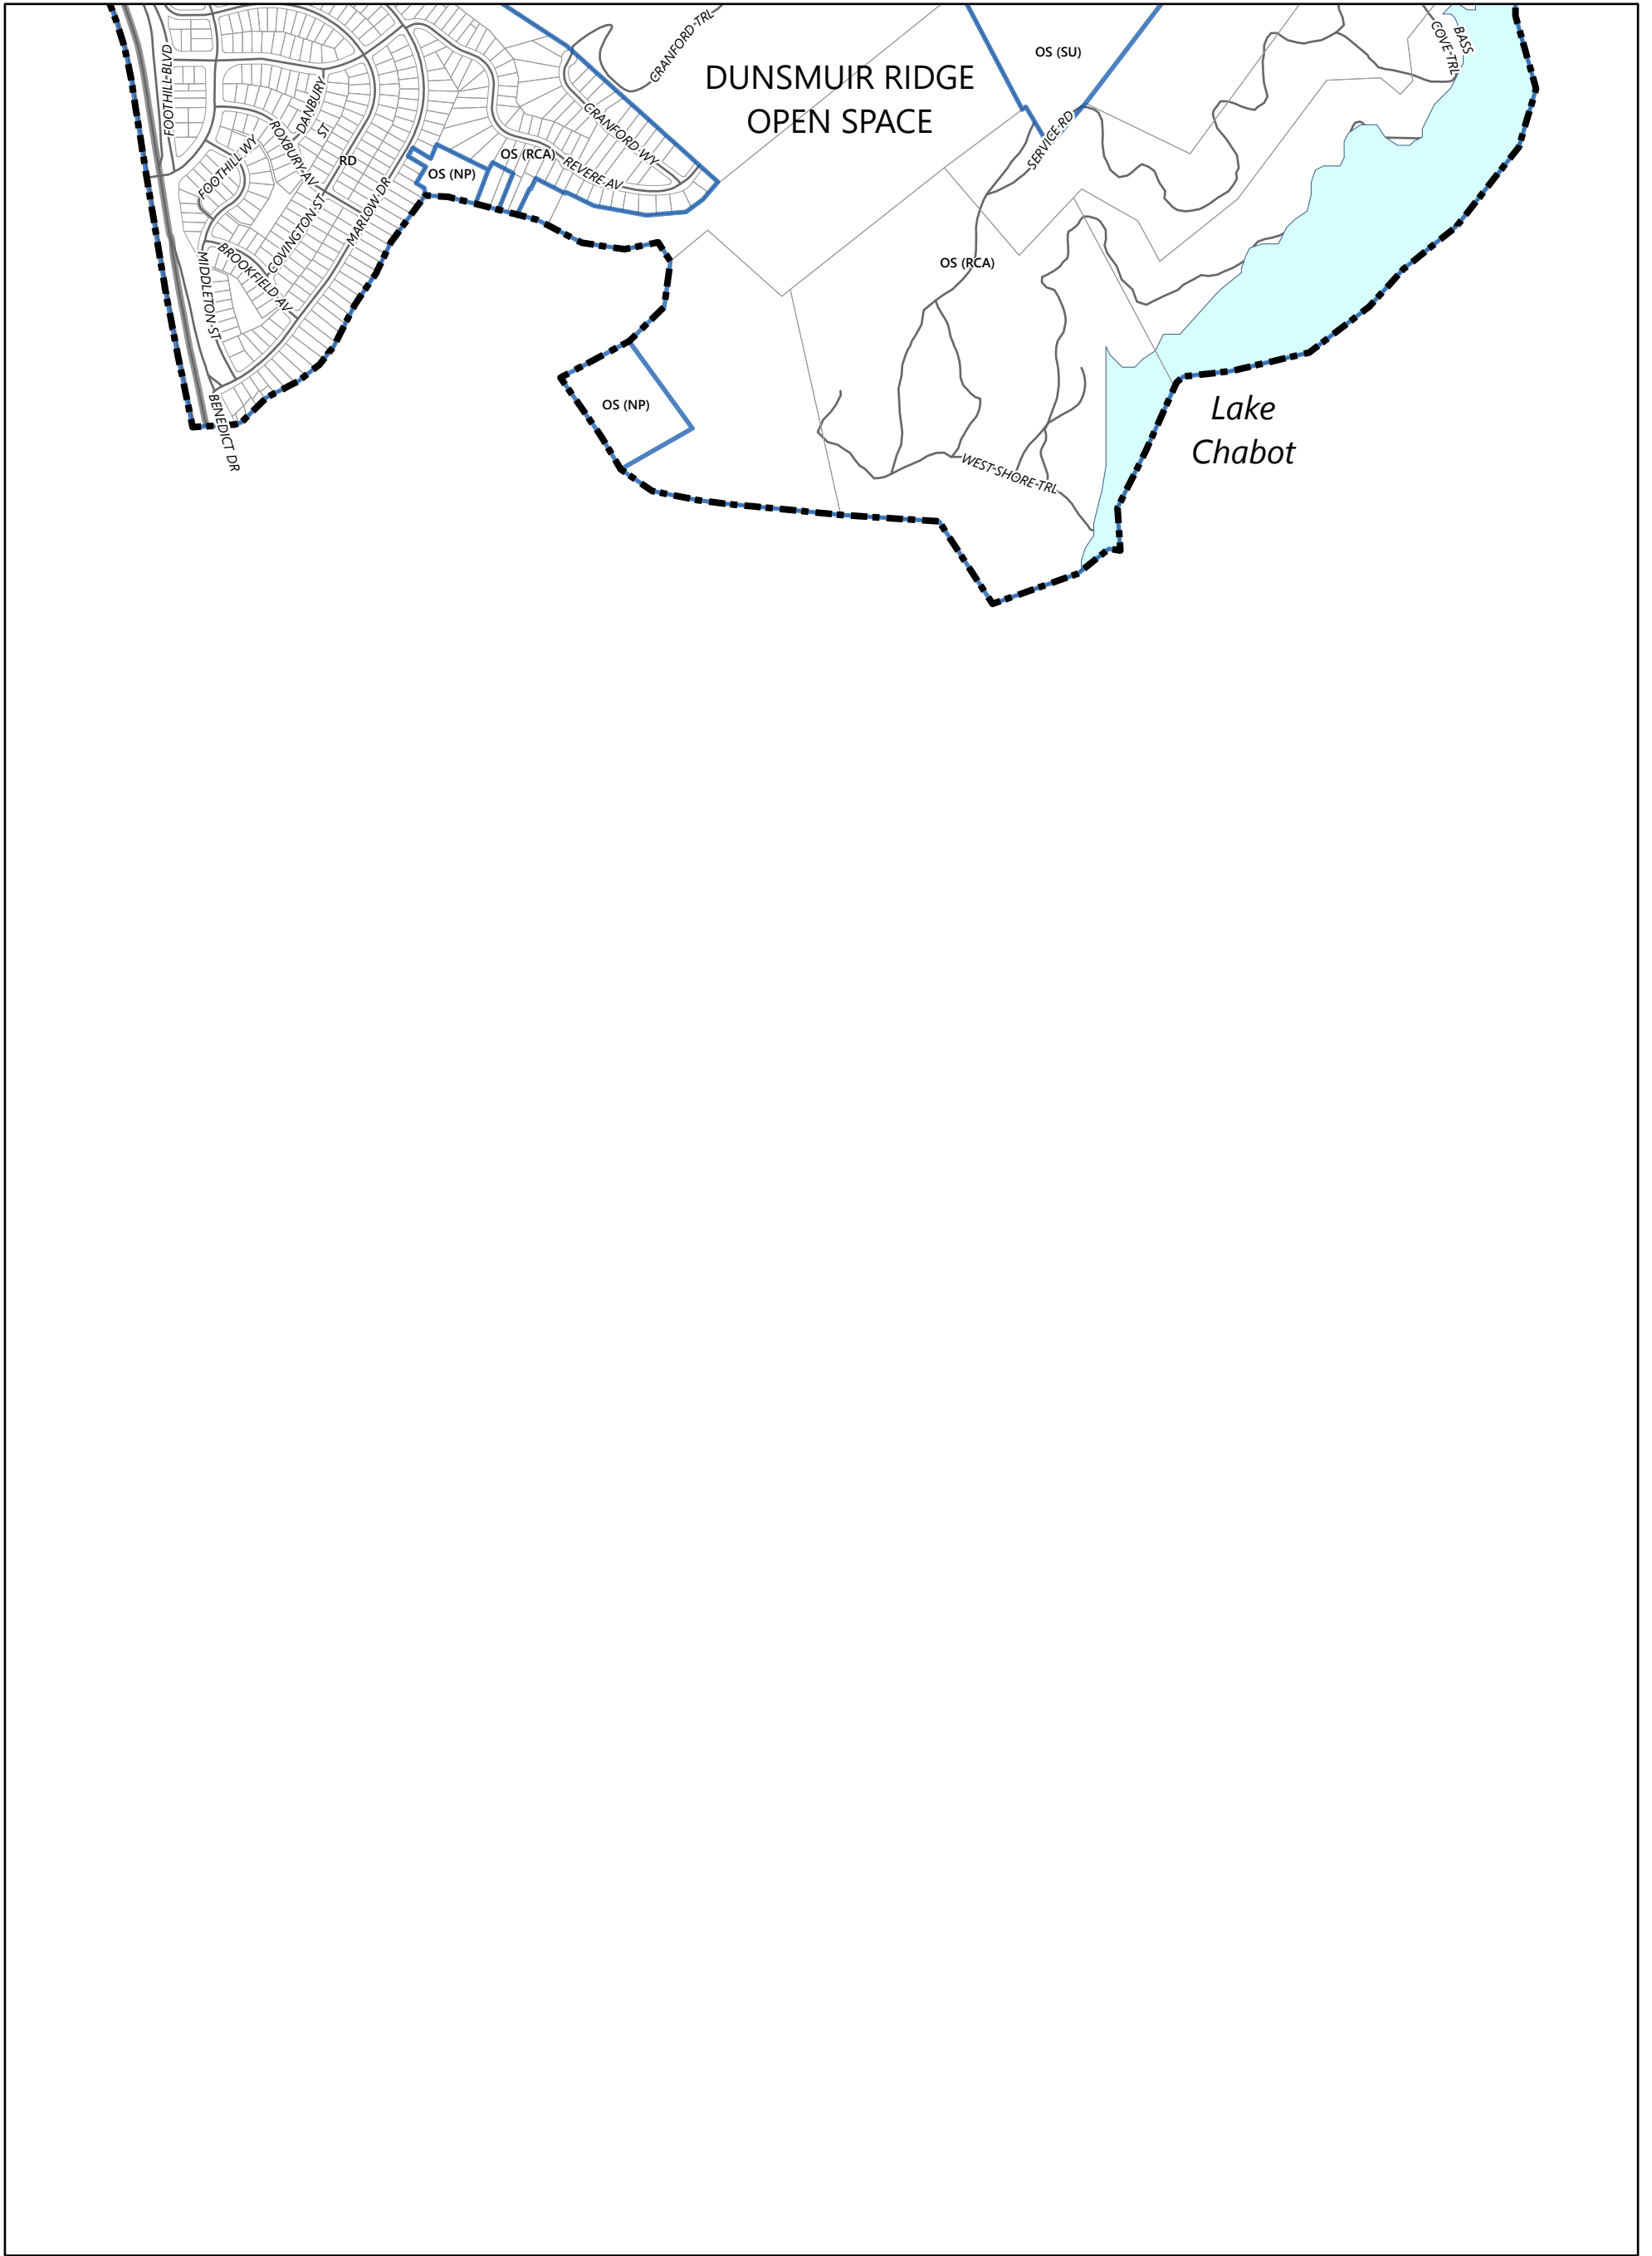 CRANFORD TRL
BASS
COVE TRL
OS (SU)
DUNSMUIR RIDGE
OPEN SPACE
FOOTHILL BLVD
DANBURY
ST
CRANFORD WY
SERVICE RD
ROXBURY AV
RD
OS (RCA)
FOOTHILL WY
OS (NP)
REVERE AV
MARLOW DR
COVINGTON ST
OS (RCA)
BROOKFIELD AV
MIDDLETON ST
OS (NP)
Lake
Chabot
BENEDICT DR
WEST SHORE TRL